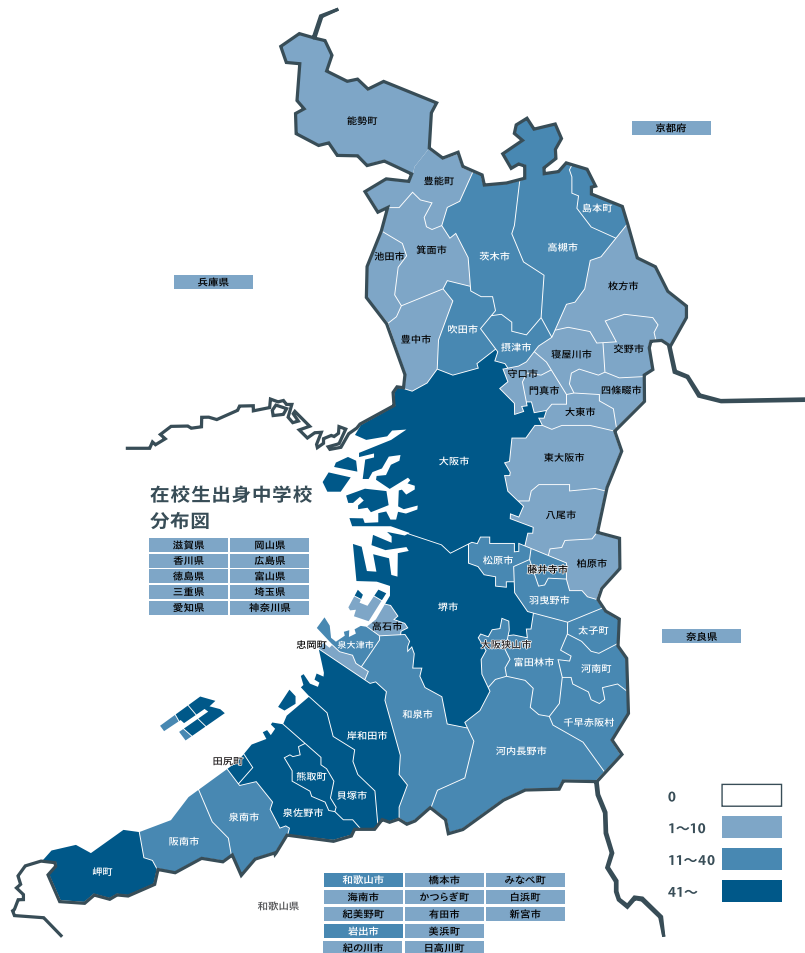 能勢町
京都府
豊能町
島本町
高槻市
箕面市
池田市
茨木市
兵庫県
枚方市
吹田市
豊中市
摂津市
交野市
寝屋川市
守口市
門真市
四條畷市
大東市
東大阪市
大阪市
在校生出身中学校
分布図
八尾市
滋賀県 岡山県
香川県 広島県
徳島県 富山県
三重県 埼玉県
愛知県 神奈川県
松原市
柏原市
藤井寺市
羽曳野市
堺市
高石市
太子町
奈良県
忠岡町
泉大津市
大阪狭山市
富田林市
河南町
和泉市
千早赤阪村
岸和田市
河内長野市
田尻町
熊取町
貝塚市
泉佐野市
泉南市
阪南市
岬町
0
1〜10
11〜40
41〜
和歌山県
和歌山市 橋本市 みなべ町
海南市 かつらぎ町 白浜町
紀美野町 有田市 新宮市
岩出市 美浜町
紀の川市 日高川町